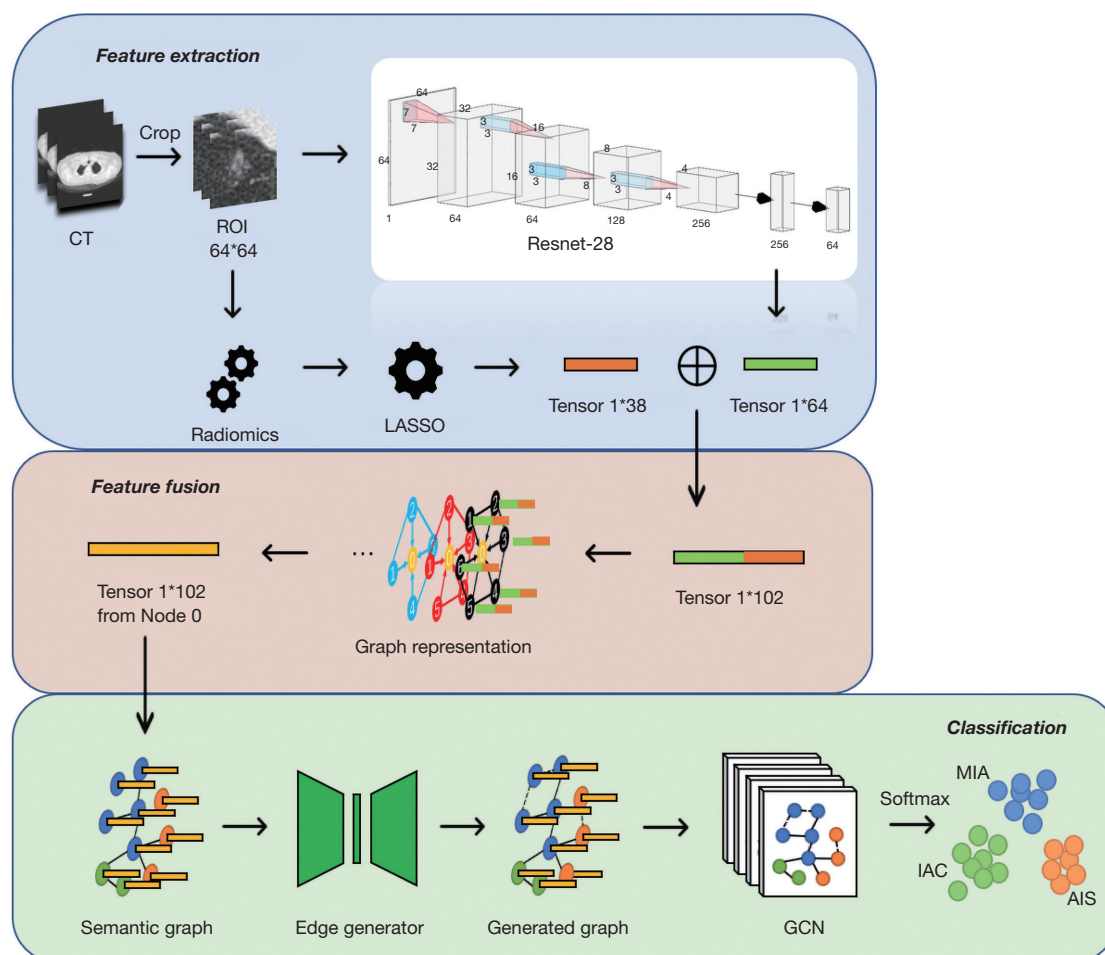 Feature extraction
CT
Crop
ROI
64*64
64
7
7
64
1
32
32
3
3
64
16
16
3
3
64
8
8
3
3
128
4
4
256
256
64
Resnet-28
Radiomics
LASSO
Tensor 1*38
Tensor 1*64
Feature fusion
Tensor 1*102
from Node 0
...
Graph representation
Tensor 1*102
Classification
Semantic graph
Edge generator
Generated graph
GCN
Softmax
MIA
IAC
AIS